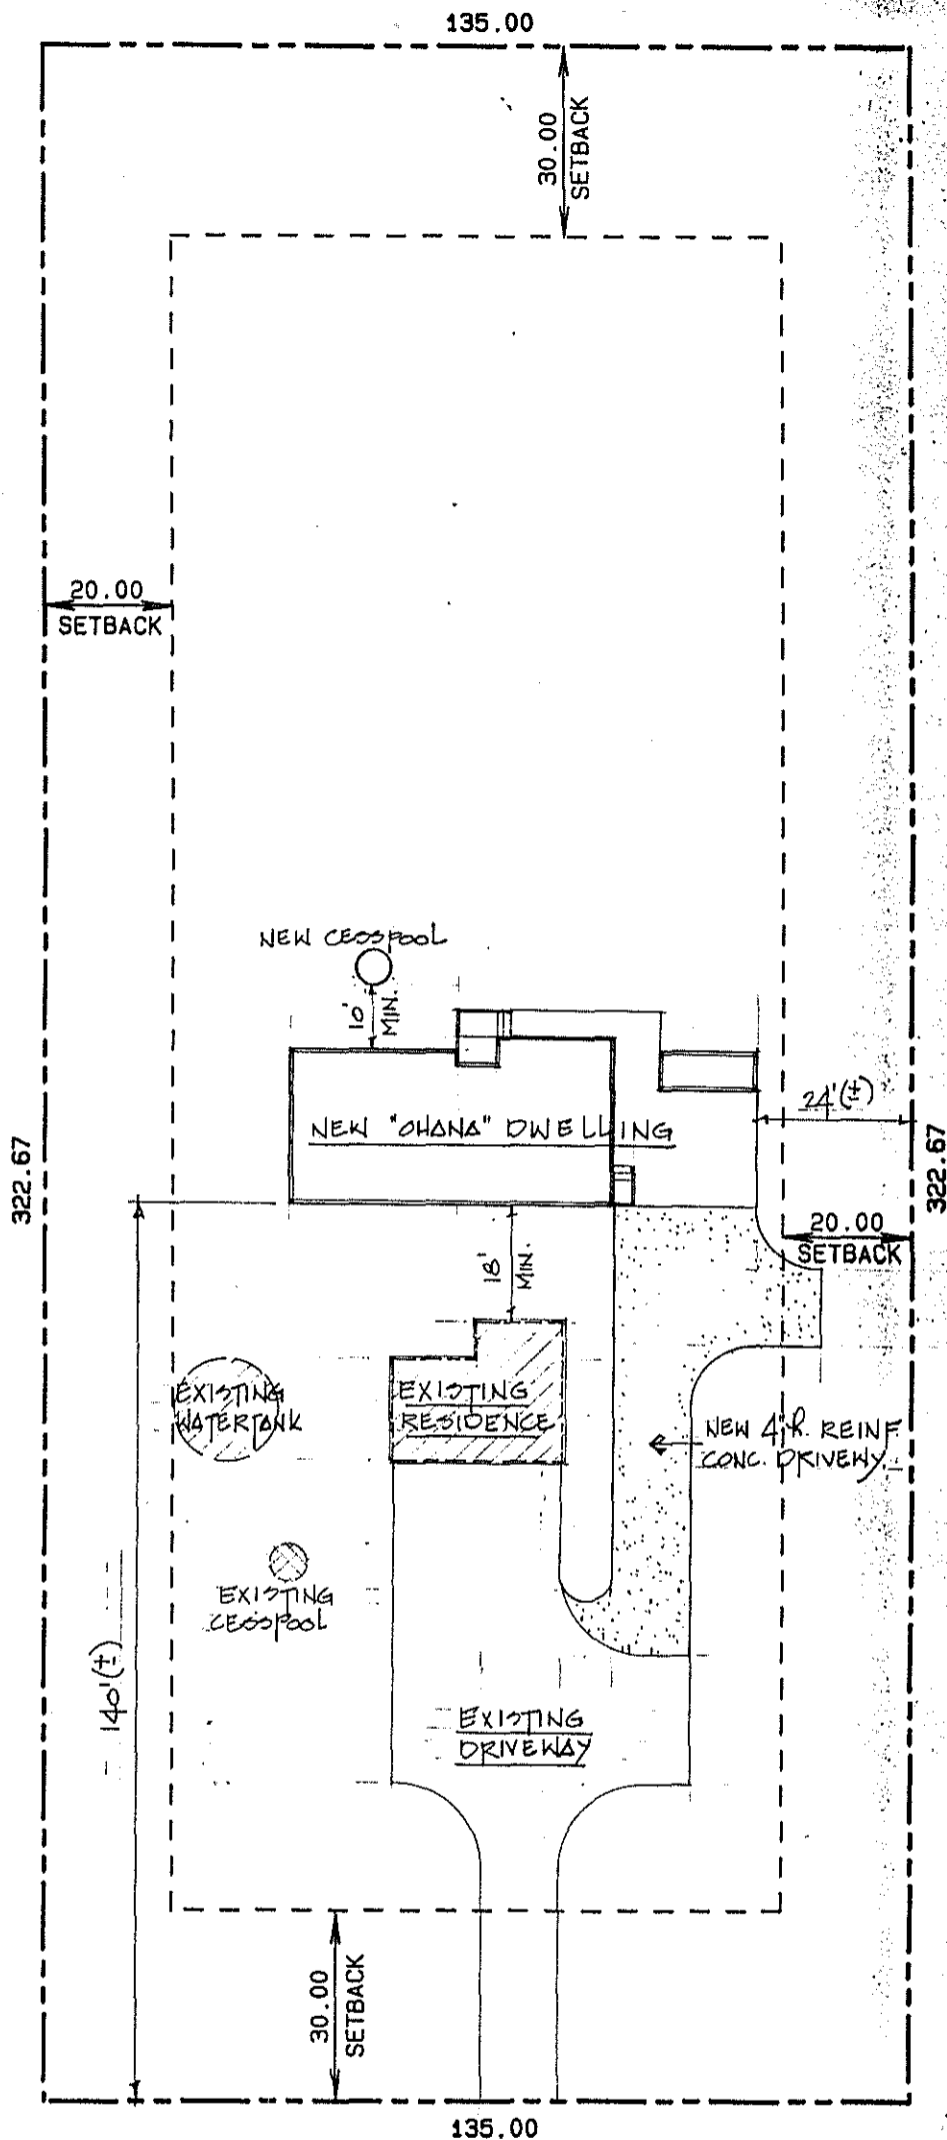 135.00
30.00
SETBACK
20.00
SETBACK
NEW CESSPOOL
10'
MIN.
NEW "OHANA" DWELLING
24'(±)
322.67
322.67
20.00
SETBACK
18'
MIN.
EXISTING
WATERTANK
EXISTING
RESIDENCE
NEW 4"th. REINF.
CONC. DRIVEWY.
EXISTING
CESSPOOL
140'(±)
EXISTING
DRIVEWAY
30.00
SETBACK
135.00